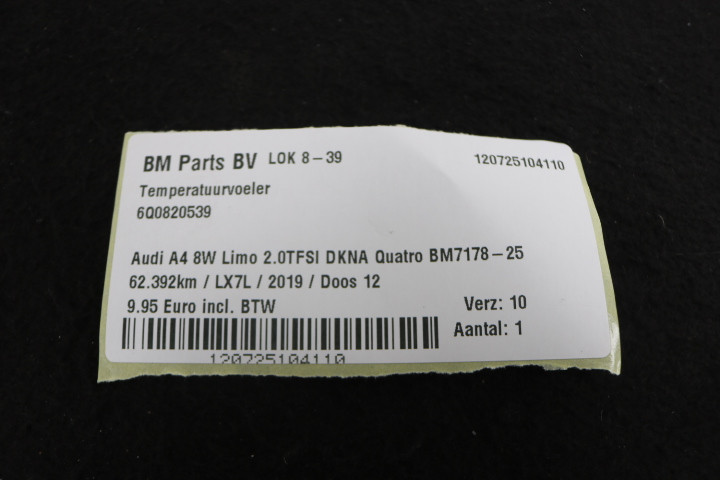 BM Parts BV LOK 8-39 120725104110
Temperatuurvoeler
6Q0820539
Audi A4 8W Limo 2.0TFSI DKNA Quatro BM7178-25
62.392km / LX7L / 2019 / Doos 12
9.95 Euro incl. BTW Verz: 10
Aantal: 1
120725104110